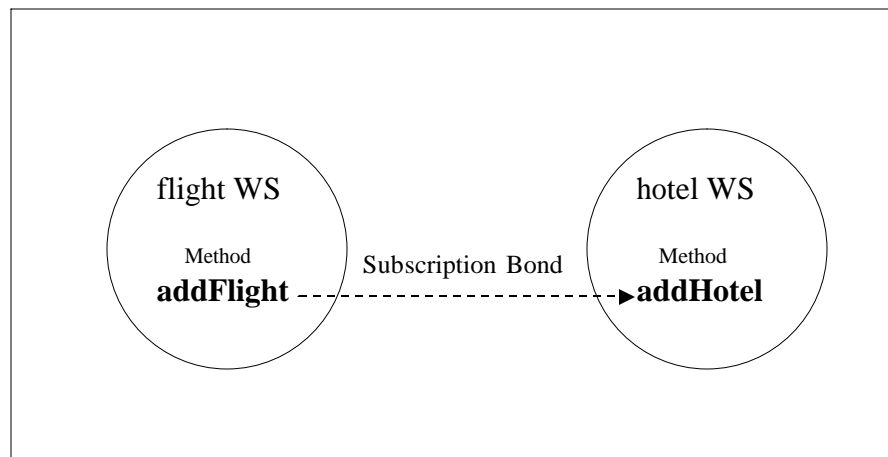 flight WS
hotel WS
Method
Method
Subscription Bond
addFlight
addHotel